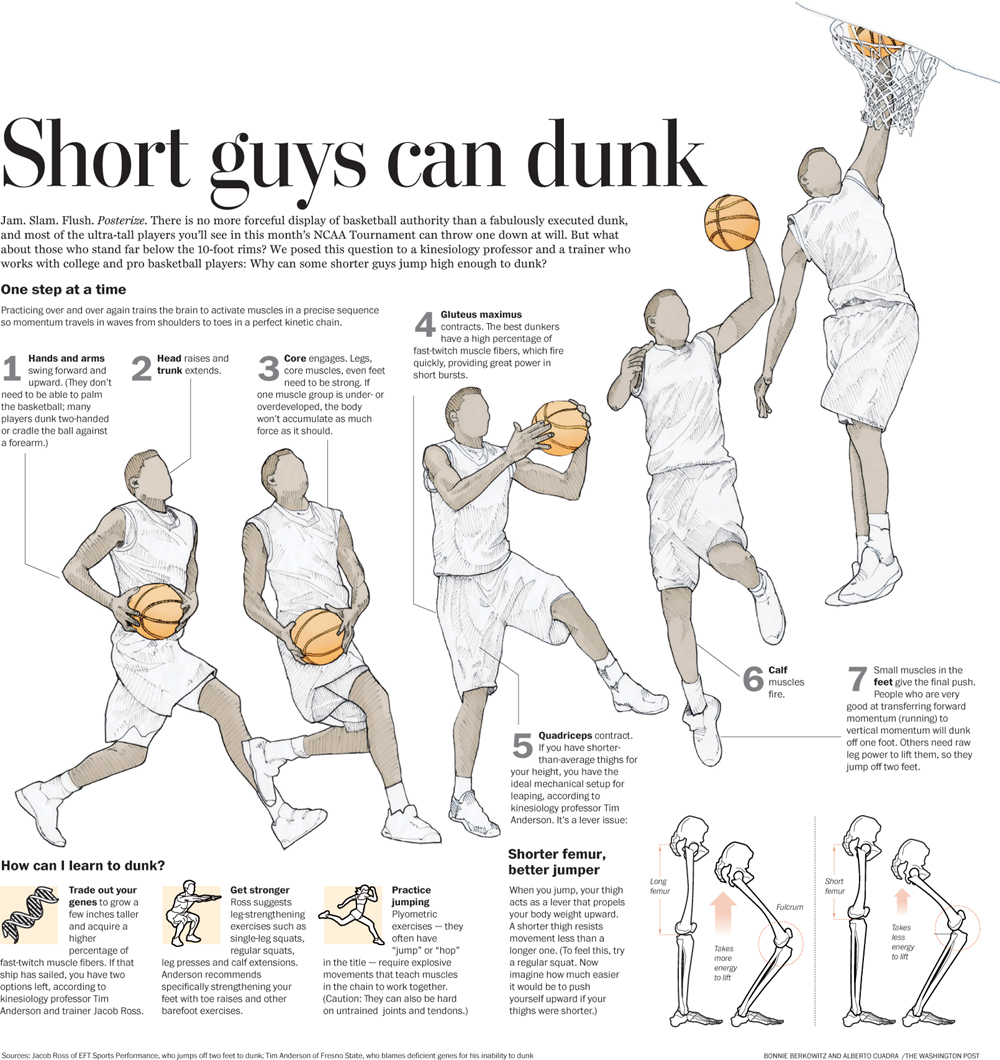 Short guys can dunk
Jam. Slam. Flush. Posterize. There is no more forceful display of basketball authority than a fabulously executed dunk,
and most of the ultra-tall players you'll see in this month's NCAA Tournament can throw one down at will. But what
about those who stand far below the 10-foot rims? We posed this question to a kinesiology professor and a trainer who
works with college and pro basketball players: Why can some shorter guys jump high enough to dunk?
One step at a time
Practicing over and over again trains the brain to activate muscles in a precise sequence
so momentum travels in waves from shoulders to toes in a perfect kinetic chain.
1 Hands and arms
swing forward and
upward. (They don't
need to be able to palm
the basketball; many
players dunk two-handed
or cradle the ball against
a forearm.)
2 Head raises and
trunk extends.
3 Core engages. Legs,
core muscles, even feet
need to be strong. If
one muscle group is under- or
overdeveloped, the body
won't accumulate as much
force as it should.
4 Gluteus maximus
contracts. The best dunkers
have a high percentage of
fast-twitch muscle fibers, which fire
quickly, providing great power in
short bursts.
5 Quadriceps contract.
If you have shorter-
than-average thighs for
your height, you have the
ideal mechanical setup for
leaping, according to
kinesiology professor Tim
Anderson. It's a lever issue:
6 Calf
muscles
fire.
7 Small muscles in the
feet give the final push.
People who are very
good at transferring forward
momentum (running) to
vertical momentum will dunk
off one foot. Others need raw
leg power to lift them, so they
jump off two feet.
How can I learn to dunk?
Trade out your
genes to grow a
few inches taller
and acquire a
higher
percentage of
fast-twitch muscle fibers. If that
ship has sailed, you have two
options left, according to
kinesiology professor Tim
Anderson and trainer Jacob Ross.
Get stronger
Ross suggests
leg-strengthening
exercises such as
single-leg squats,
regular squats,
leg presses and calf extensions.
Anderson recommends
specifically strengthening your
feet with toe raises and other
barefoot exercises.
Practice
jumping
Plyometric
exercises — they
often have
"jump" or "hop"
in the title — require explosive
movements that teach muscles
in the chain to work together.
(Caution: They can also be hard
on untrained joints and tendons.)
Shorter femur,
better jumper
When you jump, your thigh
acts as a lever that propels
your body weight upward.
A shorter thigh resists
movement less than a
longer one. (To feel this, try
a regular squat. Now
imagine how much easier
it would be to push
yourself upward if your
thighs were shorter.)
Long
femur
Takes
more
energy
to lift
Fulcrum
Short
femur
Takes
less
energy
to lift
Sources: Jacob Ross of EFT Sports Performance, who jumps off two feet to dunk; Tim Anderson of Fresno State, who blames deficient genes for his inability to dunk
BONNIE BERKOWITZ AND ALBERTO CUADRA /THE WASHINGTON POST